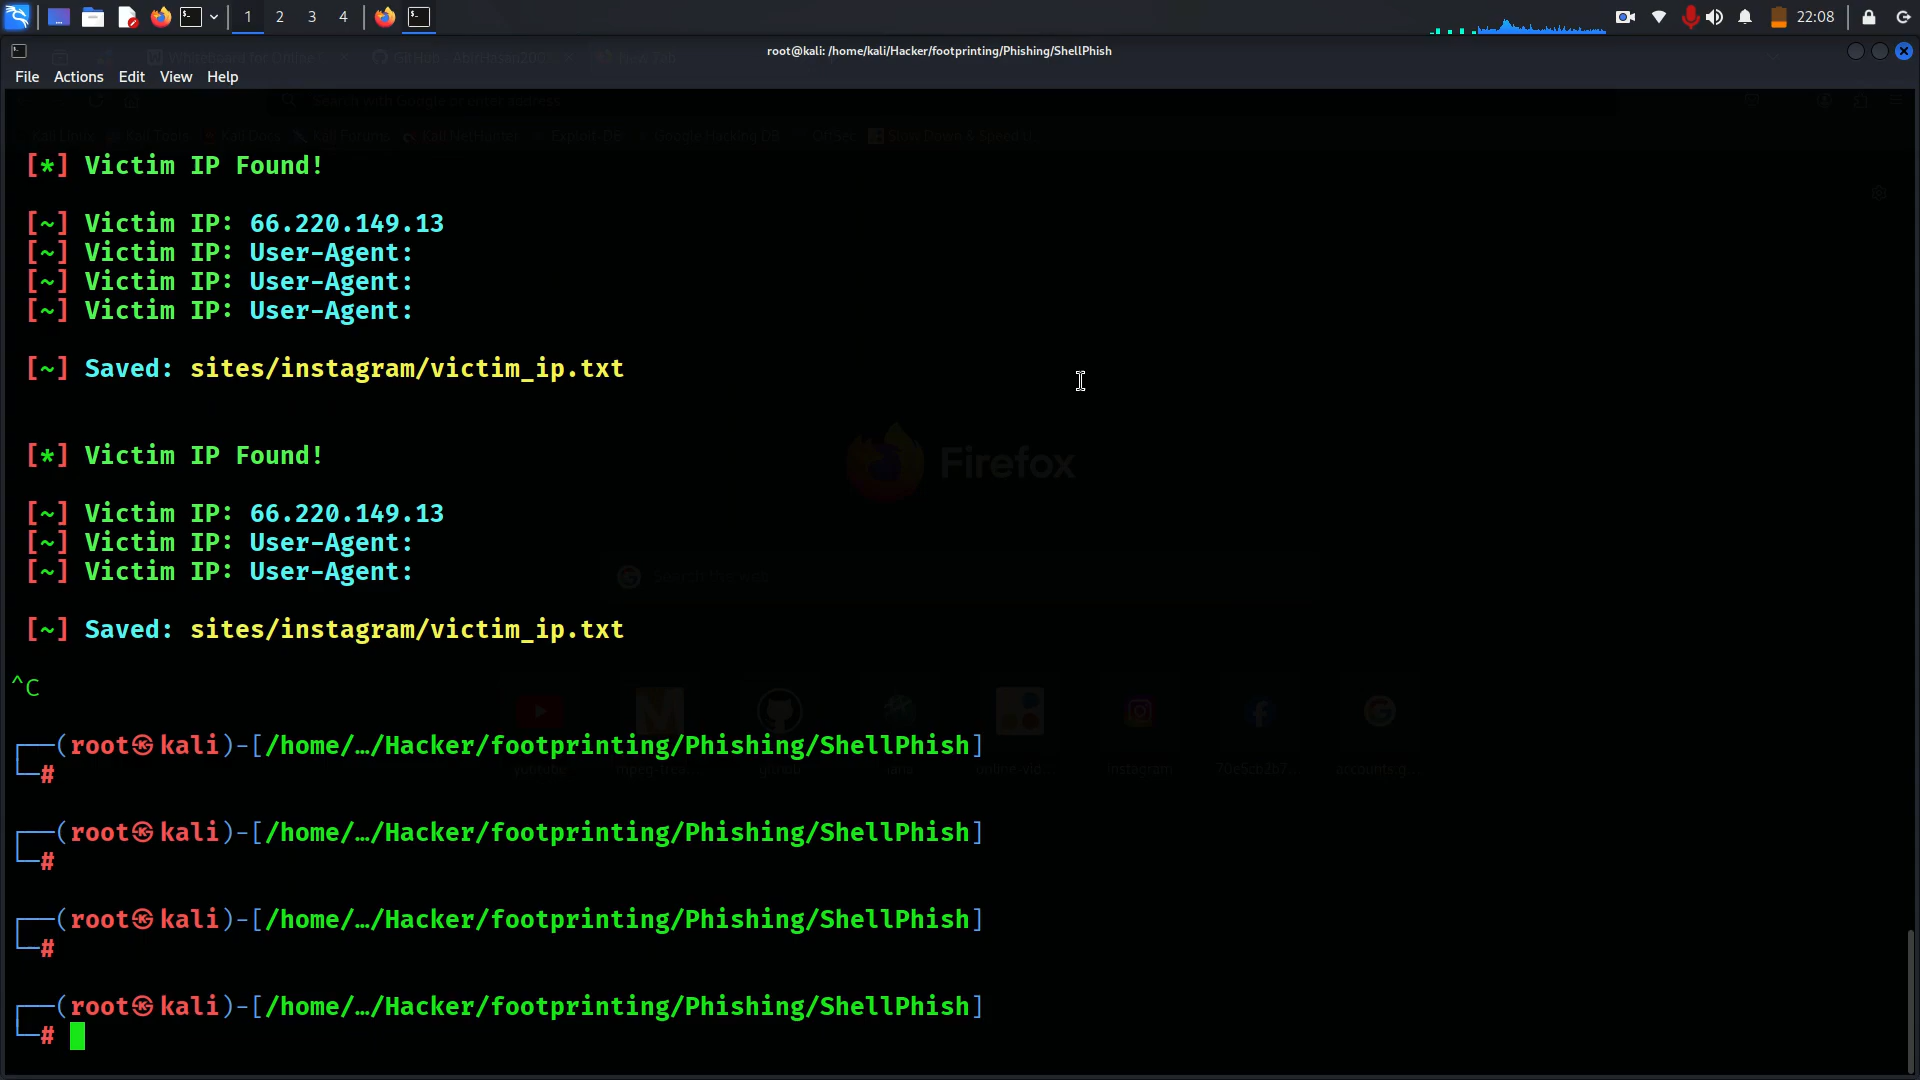 1 2 3 4 22:08
root@kali: /home/kali/Hacker/footprinting/Phishing/ShellPhish
File Actions Edit View Help
[*] Victim IP Found!
[~] Victim IP: 66.220.149.13
[~] Victim IP: User-Agent:
[~] Victim IP: User-Agent:
[~] Victim IP: User-Agent:
[~] Saved: sites/instagram/victim_ip.txt
[*] Victim IP Found!
Firefox
[~] Victim IP: 66.220.149.13
[~] Victim IP: User-Agent:
[~] Victim IP: User-Agent:
[~] Saved: sites/instagram/victim_ip.txt
^C
┌──(root㉿kali)-[/home/…/Hacker/footprinting/Phishing/ShellPhish]
└─#
┌──(root㉿kali)-[/home/…/Hacker/footprinting/Phishing/ShellPhish]
└─#
┌──(root㉿kali)-[/home/…/Hacker/footprinting/Phishing/ShellPhish]
└─#
┌──(root㉿kali)-[/home/…/Hacker/footprinting/Phishing/ShellPhish]
└─#